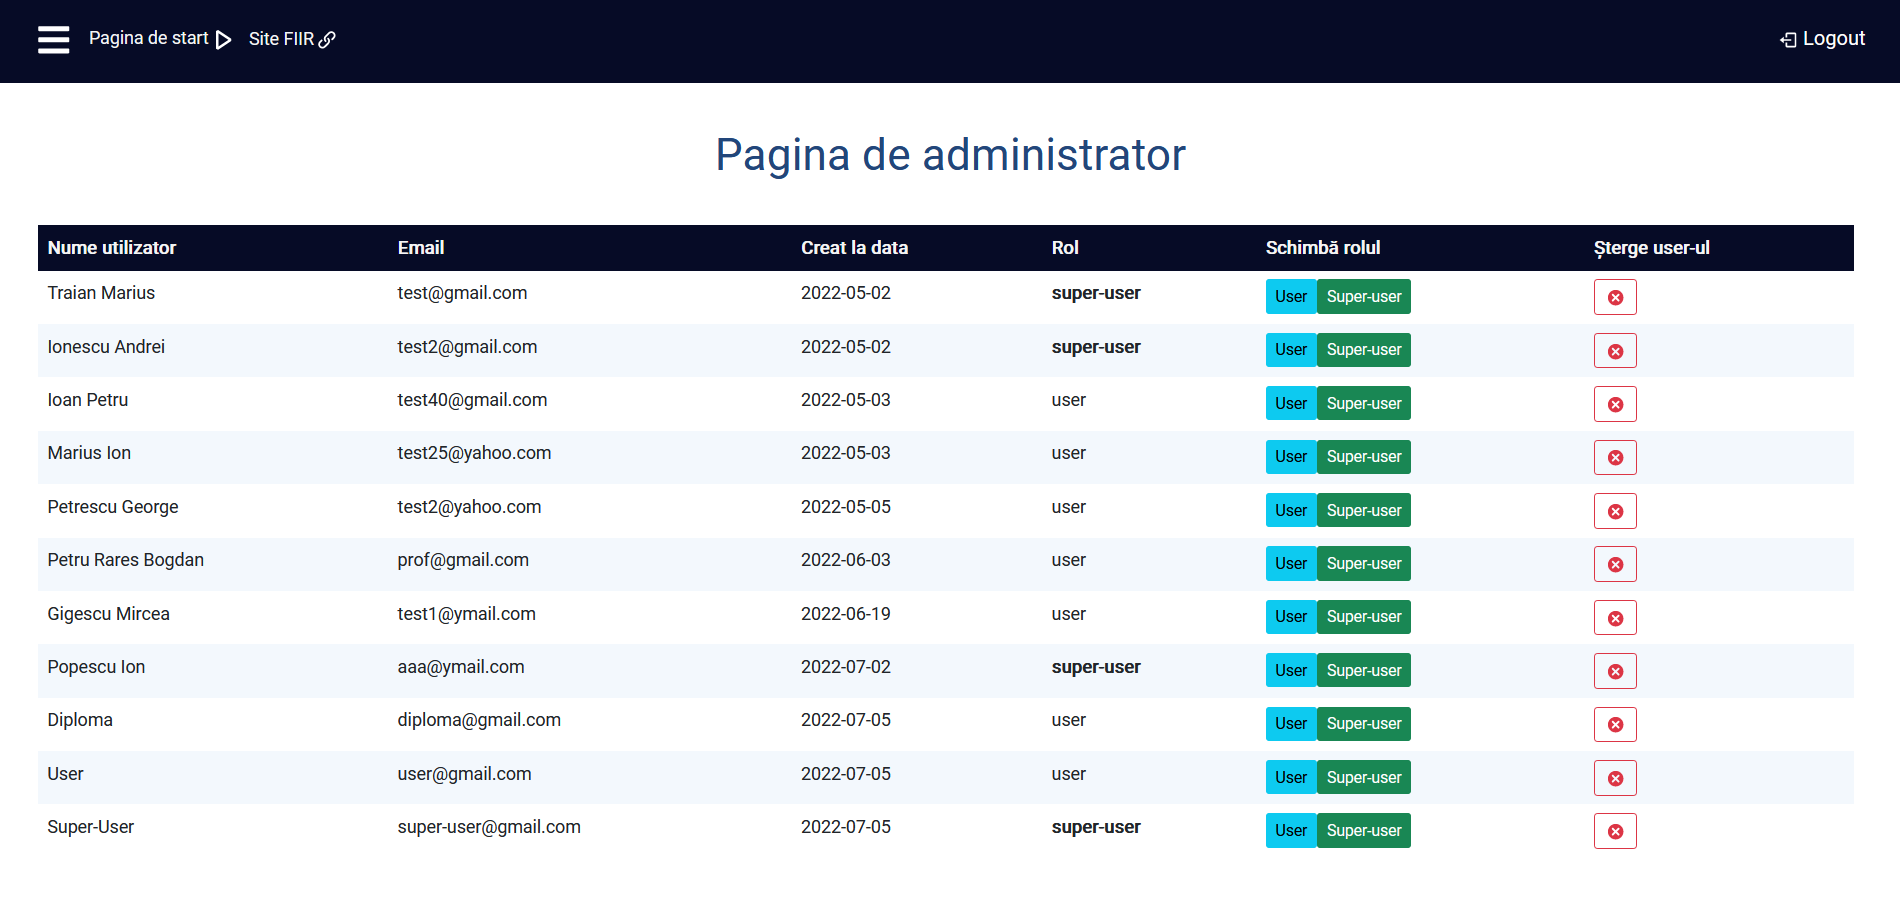 Pagina de start Site FIIR Logout
Pagina de administrator
Nume utilizator Email Creat la data Rol Schimbă rolul Șterge user-ul
Traian Marius test@gmail.com 2022-05-02 super-user User Super-user
Ionescu Andrei test2@gmail.com 2022-05-02 super-user User Super-user
Ioan Petru test40@gmail.com 2022-05-03 user User Super-user
Marius Ion test25@yahoo.com 2022-05-03 user User Super-user
Petrescu George test2@yahoo.com 2022-05-05 user User Super-user
Petru Rares Bogdan prof@gmail.com 2022-06-03 user User Super-user
Gigescu Mircea test1@ymail.com 2022-06-19 user User Super-user
Popescu Ion aaa@ymail.com 2022-07-02 super-user User Super-user
Diploma diploma@gmail.com 2022-07-05 user User Super-user
User user@gmail.com 2022-07-05 user User Super-user
Super-User super-user@gmail.com 2022-07-05 super-user User Super-user